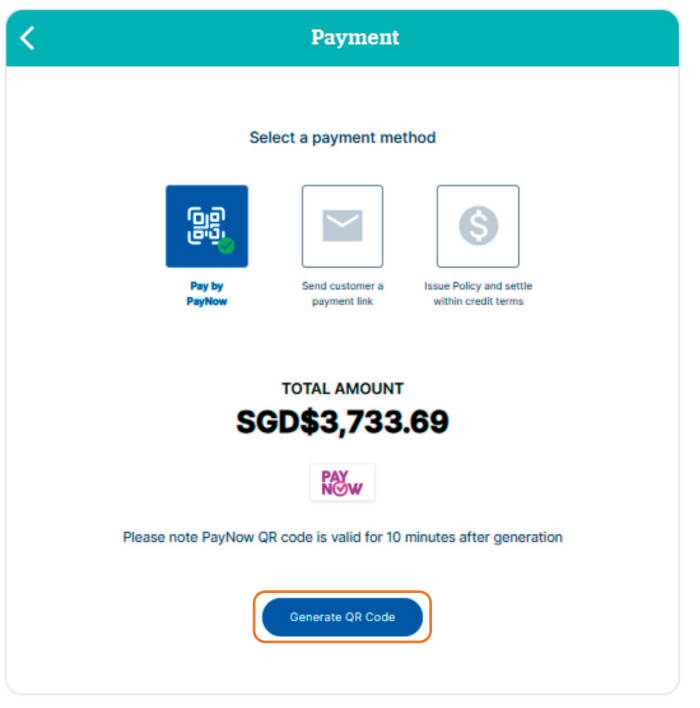 Payment
Select a payment method
Pay by
PayNow
Send customer a
payment link
Issue Policy and settle
within credit terms
TOTAL AMOUNT
SGD$3,733.69
PAY
NOW
Please note PayNow QR code is valid for 10 minutes after generation
Generate QR Code